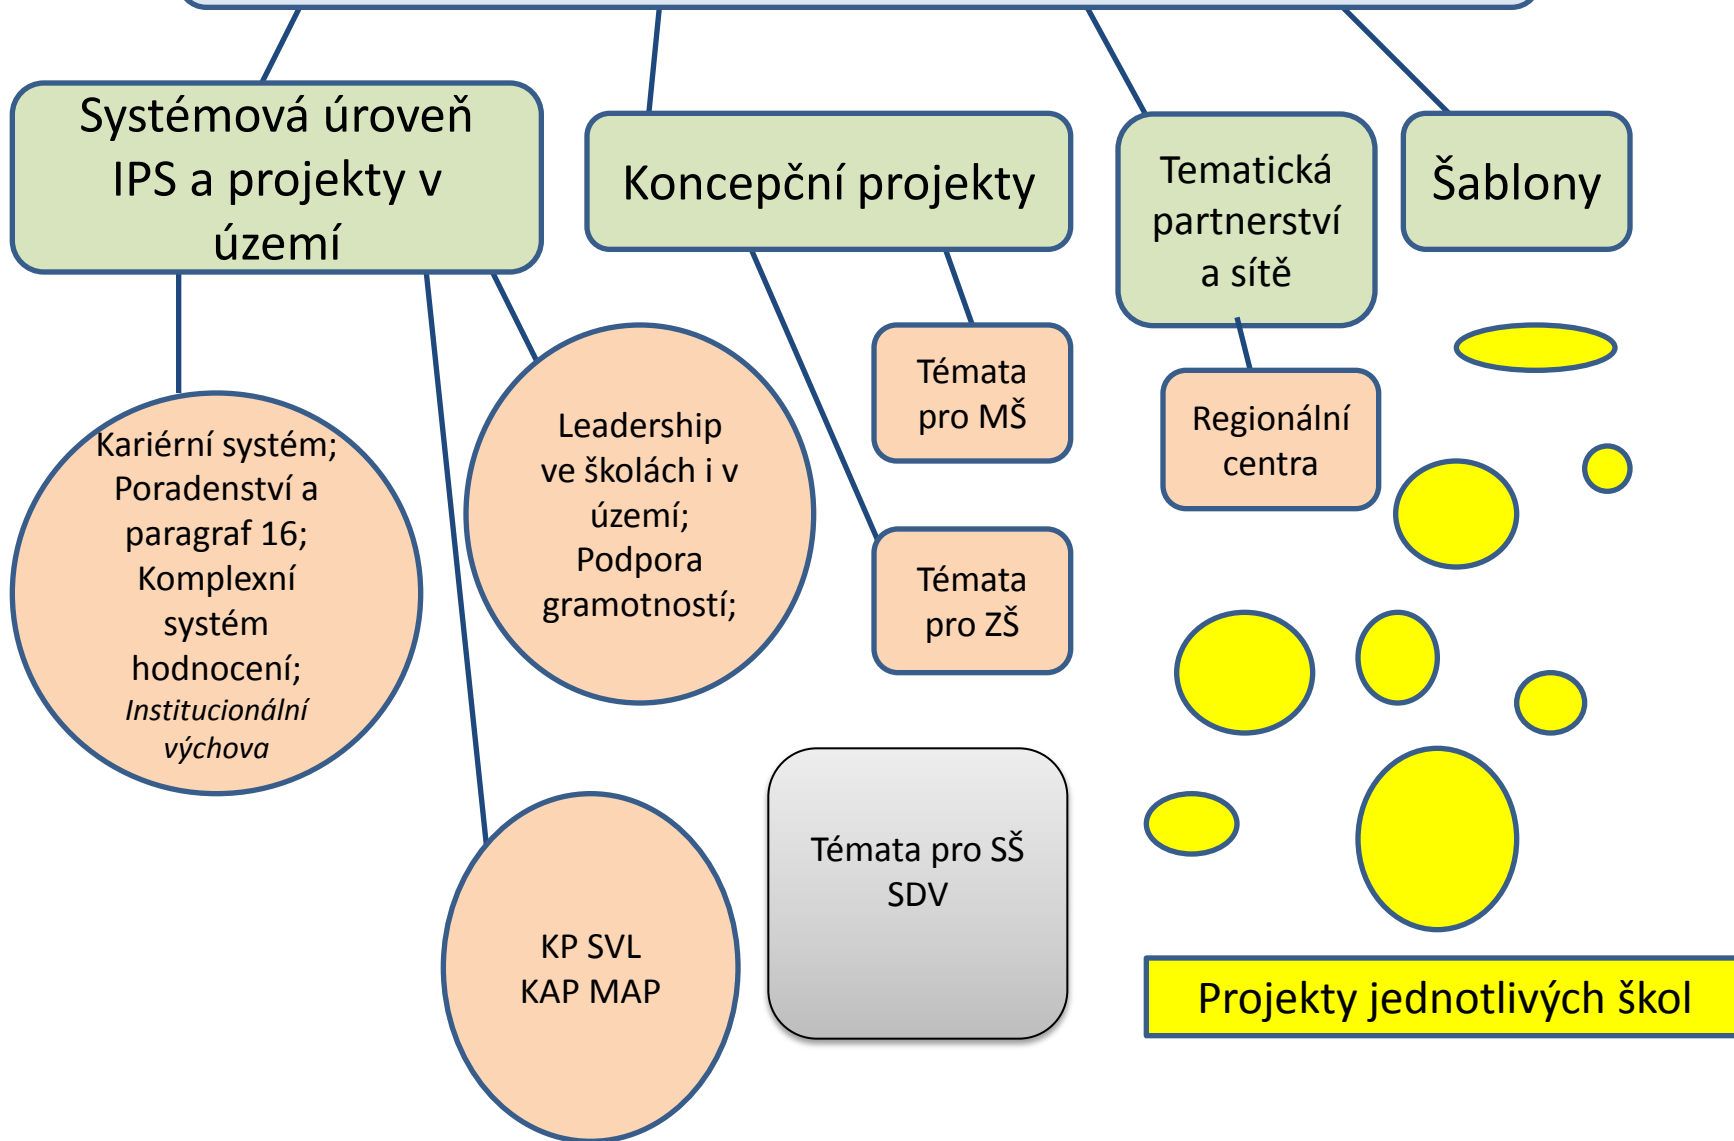 Systémová úroveň
IPS a projekty v
území
Koncepční projekty
Tematická
partnerství
a sítě
Šablony
Kariérní systém;
Poradenství a
paragraf 16;
Komplexní
systém
hodnocení;
Institucionální
výchova
Leadership
ve školách i v
území;
Podpora
gramotností;
Témata
pro MŠ
Témata
pro ZŠ
Regionální
centra
KP SVL
KAP MAP
Témata pro SŠ
SDV
Projekty jednotlivých škol